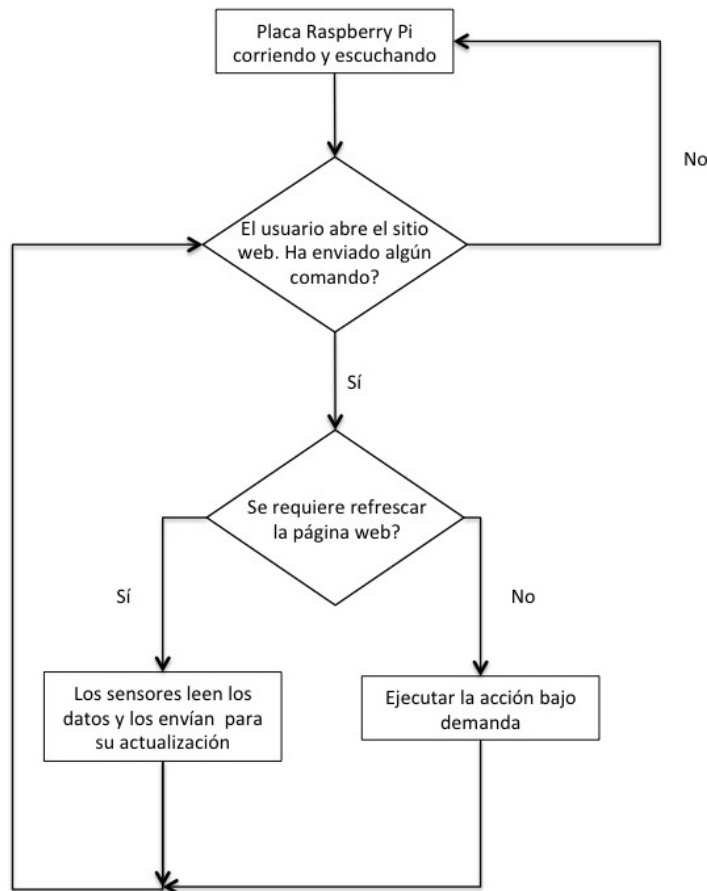 Placa Raspberry Pi
corriendo y escuchando
No
El usuario abre el sitio
web. Ha enviado algún
comando?
Sí
Se requiere refrescar
la página web?
Sí
No
Los sensores leen los
datos y los envían para
su actualización
Ejecutar la acción bajo
demanda